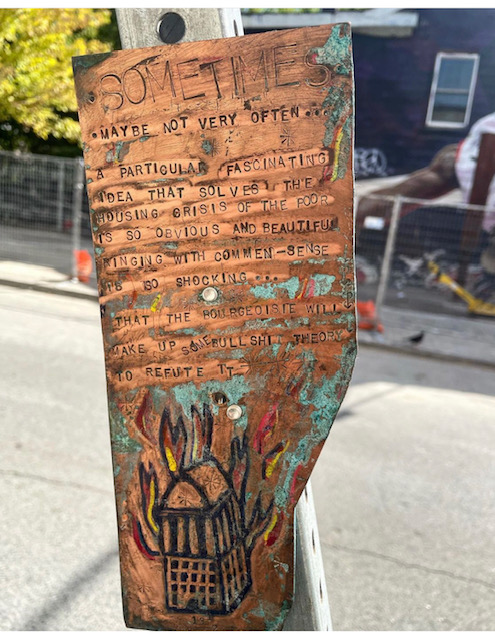 SOMETIMES
MAYBE NOT VERY OFTEN...
A PARTICULAR FASCINATING
IDEA THAT SOLVES THE
HOUSING CRISIS OF THE POOR
IS SO OBVIOUS AND BEAUTIFUL
RINGING WITH COMMEN-SENSE
IT'S SO SHOCKING...
THAT THE BOURGEOISIE WILL
MAKE UP SOME BULLSHIT THEORY
TO REFUTE IT-